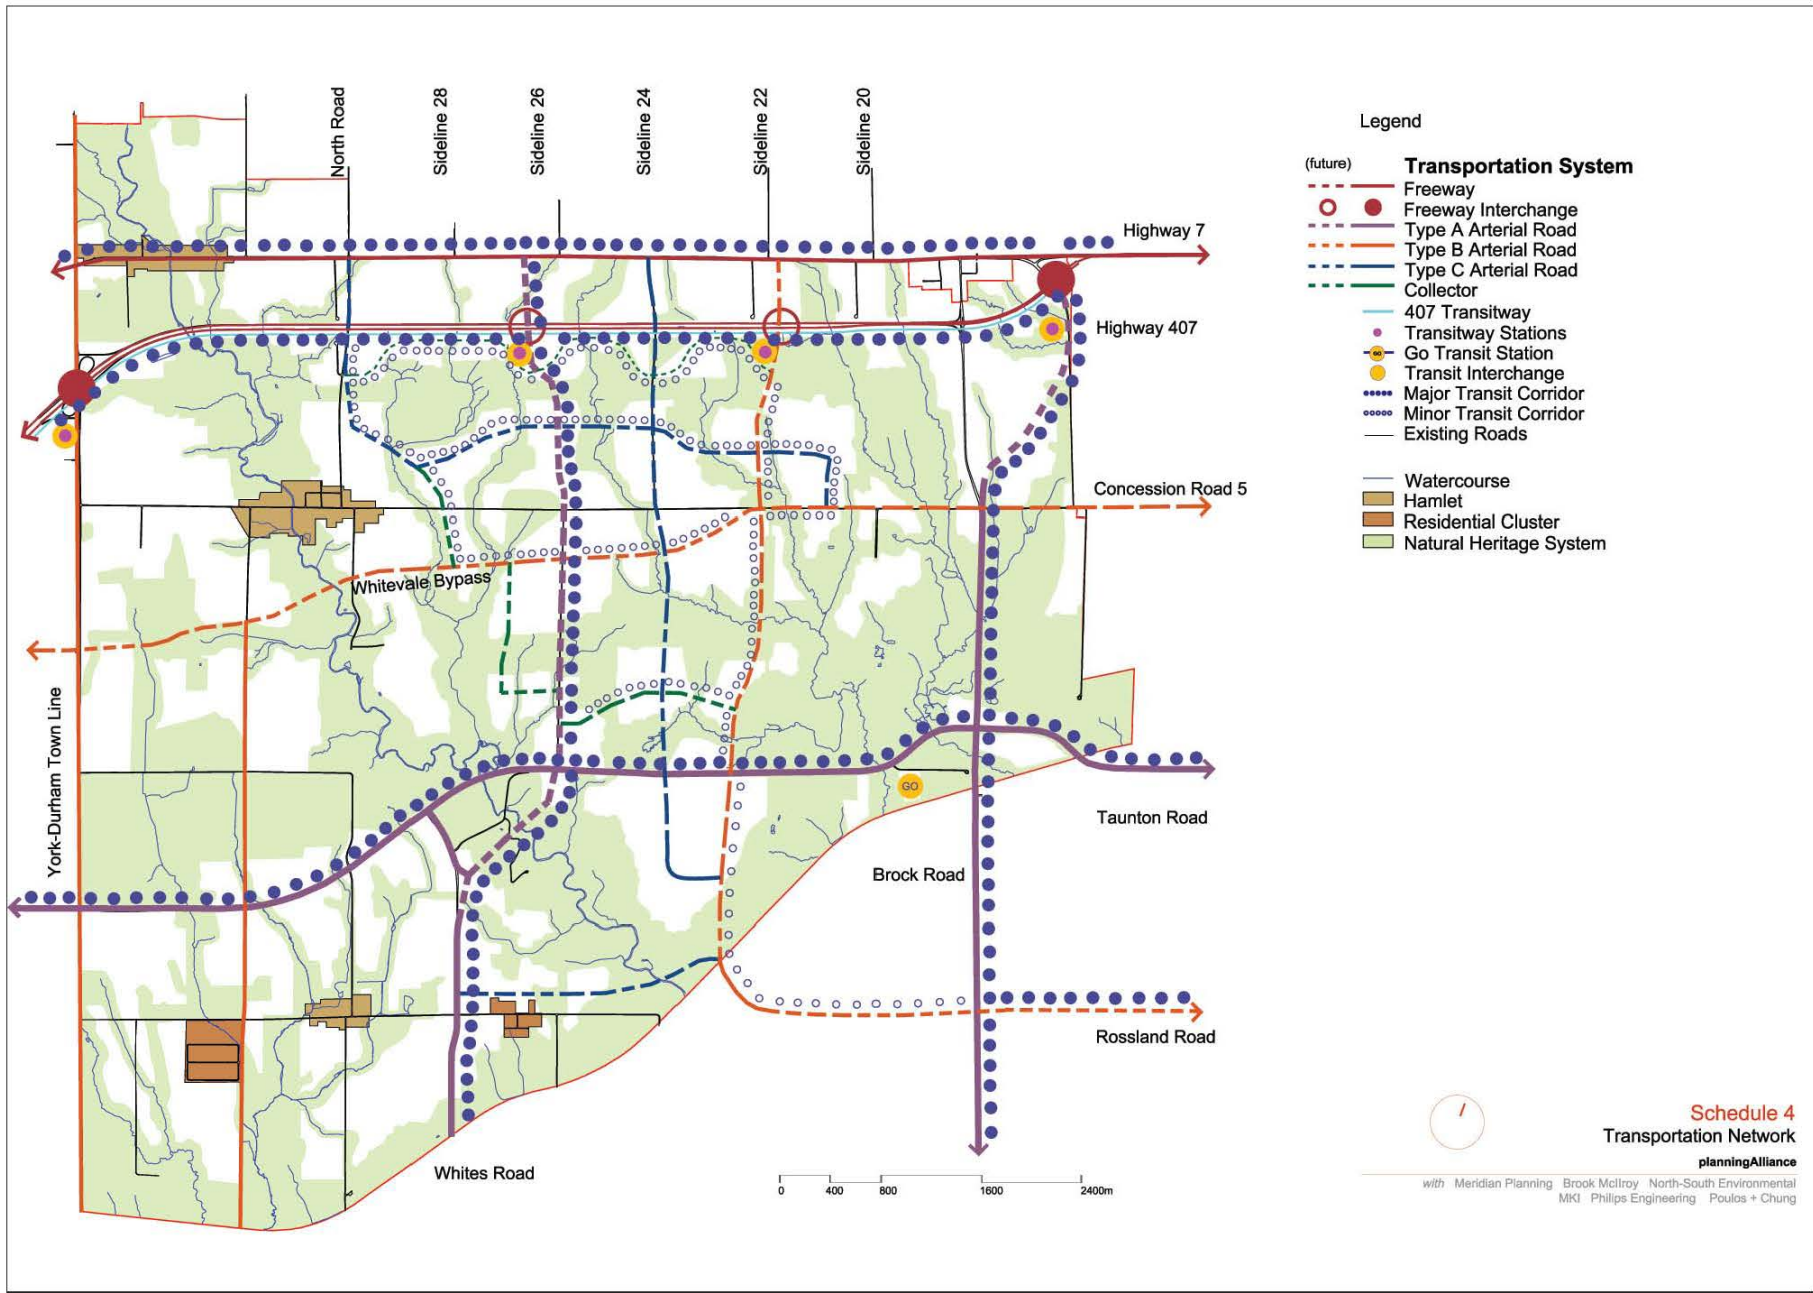 North Road
Sideline 28
Sideline 26
Sideline 24
Sideline 22
Sideline 20
Highway 7
Highway 407
Concession Road 5
Whitevale Bypass
York-Durham Town Line
GO
Taunton Road
Brock Road
Rossland Road
Whites Road
0 400 800 1600 2400m
Legend
(future) Transportation System
Freeway
Freeway Interchange
Type A Arterial Road
Type B Arterial Road
Type C Arterial Road
Collector
407 Transitway
Transitway Stations
GO Go Transit Station
Transit Interchange
Major Transit Corridor
Minor Transit Corridor
Existing Roads
Watercourse
Hamlet
Residential Cluster
Natural Heritage System
Schedule 4
Transportation Network
planningAlliance
with Meridian Planning Brook McIlroy North-South Environmental
MKI Philips Engineering Poulos + Chung